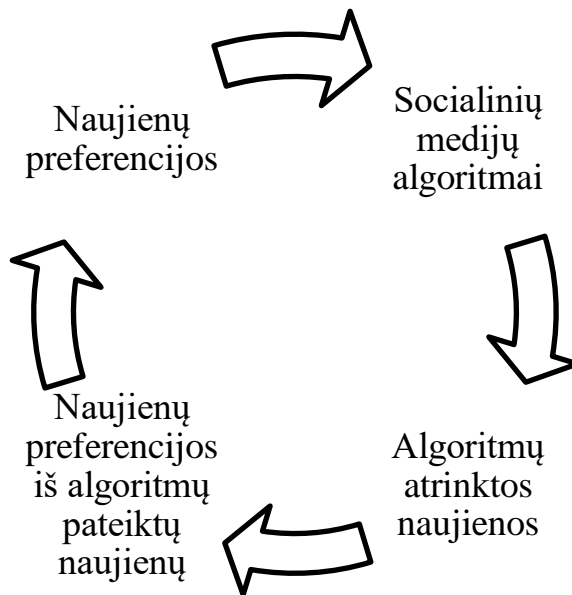 Naujienų
preferencijos
Socialinių
medijų
algoritmai
Algoritmų
atrinktos
naujienos
Naujienų
preferencijos
iš algoritmų
pateiktų
naujienų